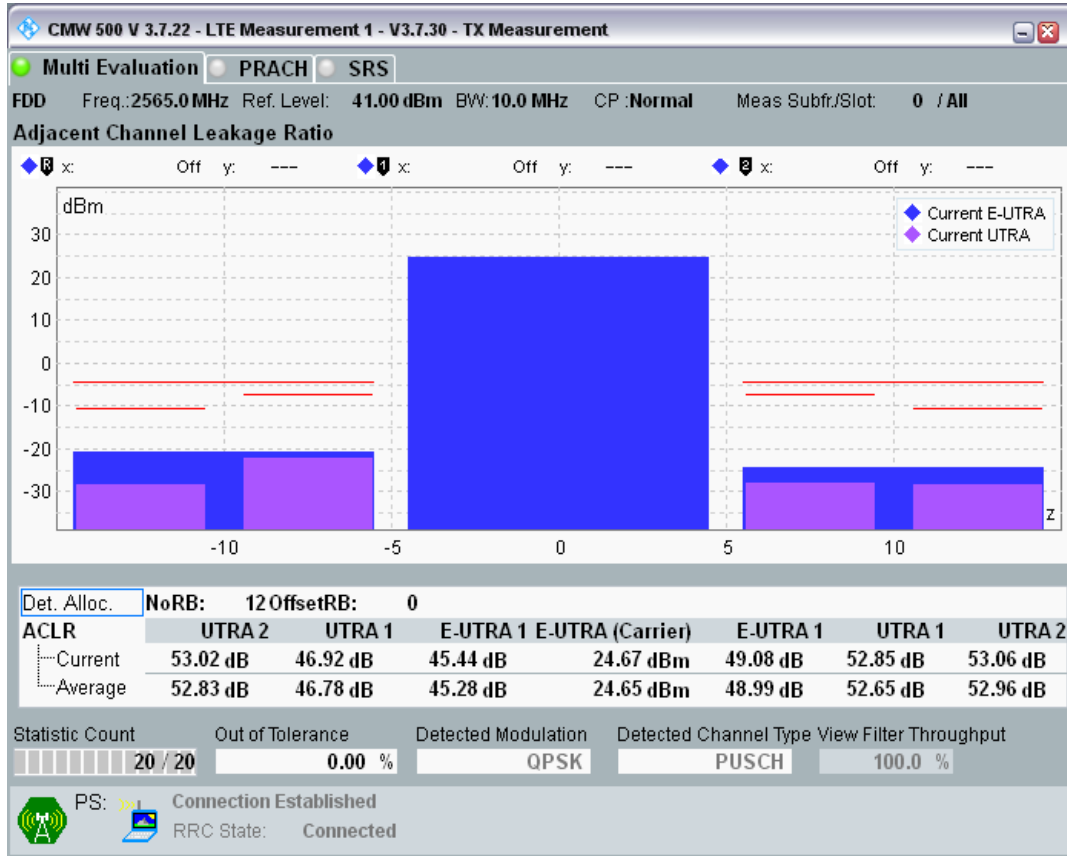 CMW 500 V 3.7.22 - LTE Measurement 1 - V3.7.30 - TX Measurement
Multi Evaluation PRACH SRS
FDD Freq.:2565.0 MHz Ref. Level: 41.00 dBm BW:10.0 MHz CP :Normal Meas Subfr./Slot: 0 / All
Adjacent Channel Leakage Ratio
R x: Off y: --- 1 x: Off y: --- 2 x: Off y: ---
dBm
Current E-UTRA
Current UTRA
30
20
10
0
-10
-20
-30
z
-10 -5 0 5 10
Det. Alloc. NoRB: 12 OffsetRB: 0
ACLR UTRA 2 UTRA 1 E-UTRA 1 E-UTRA (Carrier) E-UTRA 1 UTRA 1 UTRA 2
Current 53.02 dB 46.92 dB 45.44 dB 24.67 dBm 49.08 dB 52.85 dB 53.06 dB
Average 52.83 dB 46.78 dB 45.28 dB 24.65 dBm 48.99 dB 52.65 dB 52.96 dB
Statistic Count Out of Tolerance Detected Modulation Detected Channel Type View Filter Throughput
20 / 20 0.00 % QPSK PUSCH 100.0 %
PS: Connection Established
RRC State: Connected